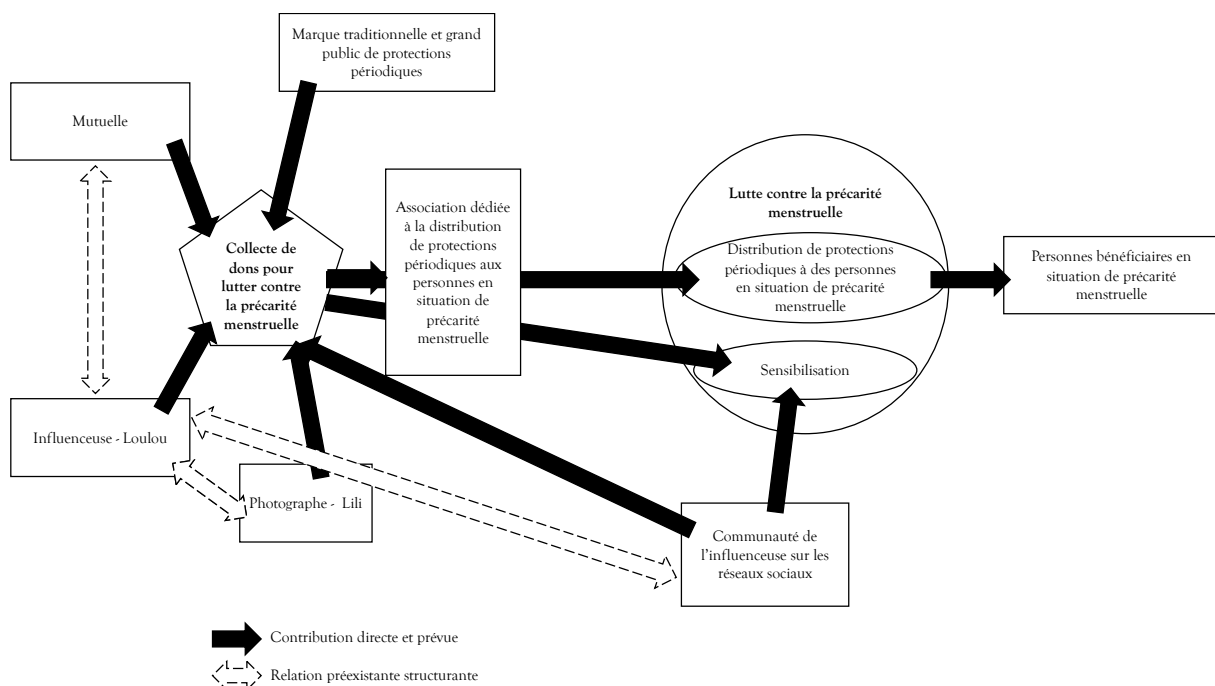 Marque traditionnelle et grand
public de protections
périodiques
Mutuelle
Collecte de
dons pour
lutter contre
la précarité
menstruelle
Association dédiée
à la distribution
de protections
périodiques aux
personnes en
situation de
précarité
menstruelle
Lutte contre la précarité
menstruelle
Distribution de protections
périodiques à des personnes
en situation de précarité
menstruelle
Sensibilisation
Personnes bénéficiaires en
situation de précarité
menstruelle
Influenceuse - Loulou
Photographe - Lili
Communauté de
l'influenceuse sur les
réseaux sociaux
Contribution directe et prévue
Relation préexistante structurante